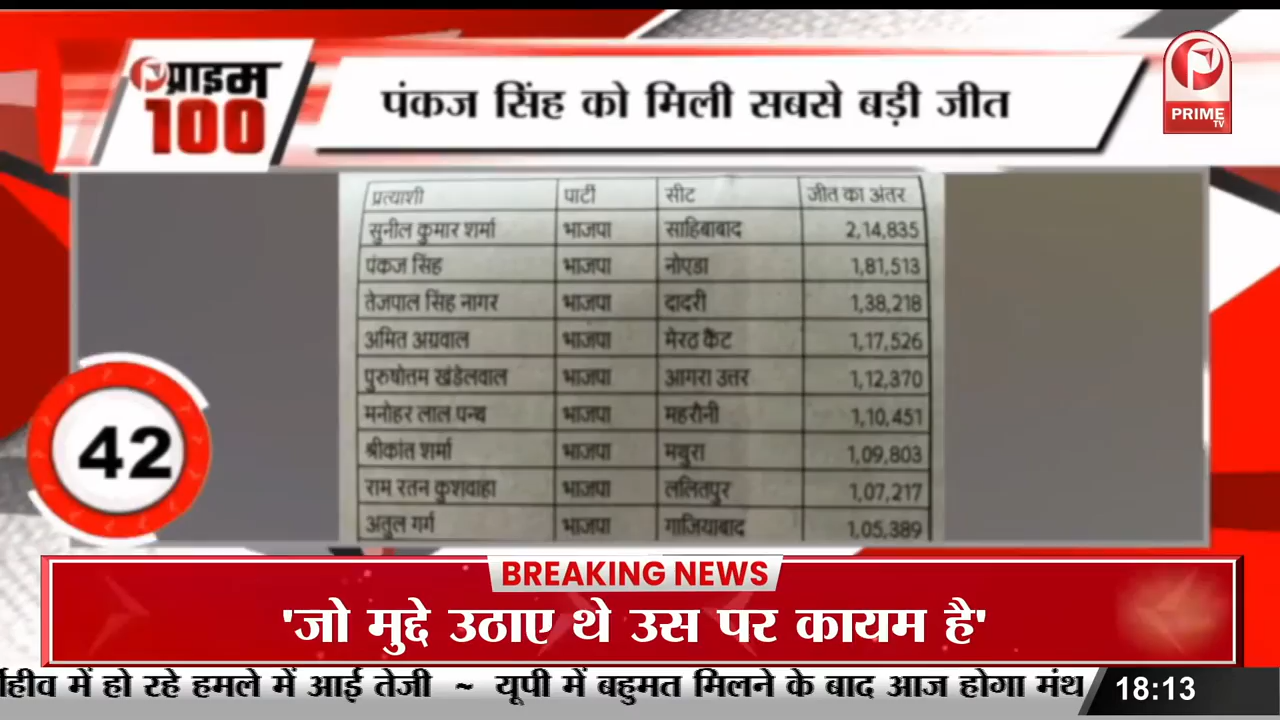 प्राइम
100
पंकज सिंह को मिली सबसे बड़ी जीत
PRIME
TV
प्रत्याशी पार्टी सीट जीत का अंतर
सुनील कुमार शर्मा भाजपा साहिबाबाद 2,14,835
पंकज सिंह भाजपा नोएडा 1,81,513
तेजपाल सिंह नागर भाजपा दादरी 1,38,218
अमित अग्रवाल भाजपा मेरठ कैंट 1,17,526
पुरुषोतम खंडेलवाल भाजपा आगरा उत्तर 1,12,370
मनोहर लाल पन्थ भाजपा महरौनी 1,10,451
श्रीकांत शर्मा भाजपा मथुरा 1,09,803
राम रतन कुशवाहा भाजपा ललितपुर 1,07,217
अतुल गर्ग भाजपा गाजियाबाद 1,05,389
42
BREAKING NEWS
'जो मुद्दे उठाए थे उस पर कायम है'
में हो रहे हमले में आई तेजी ~ यूपी में बहुमत मिलने के बाद आज होगा मंथ
18:13